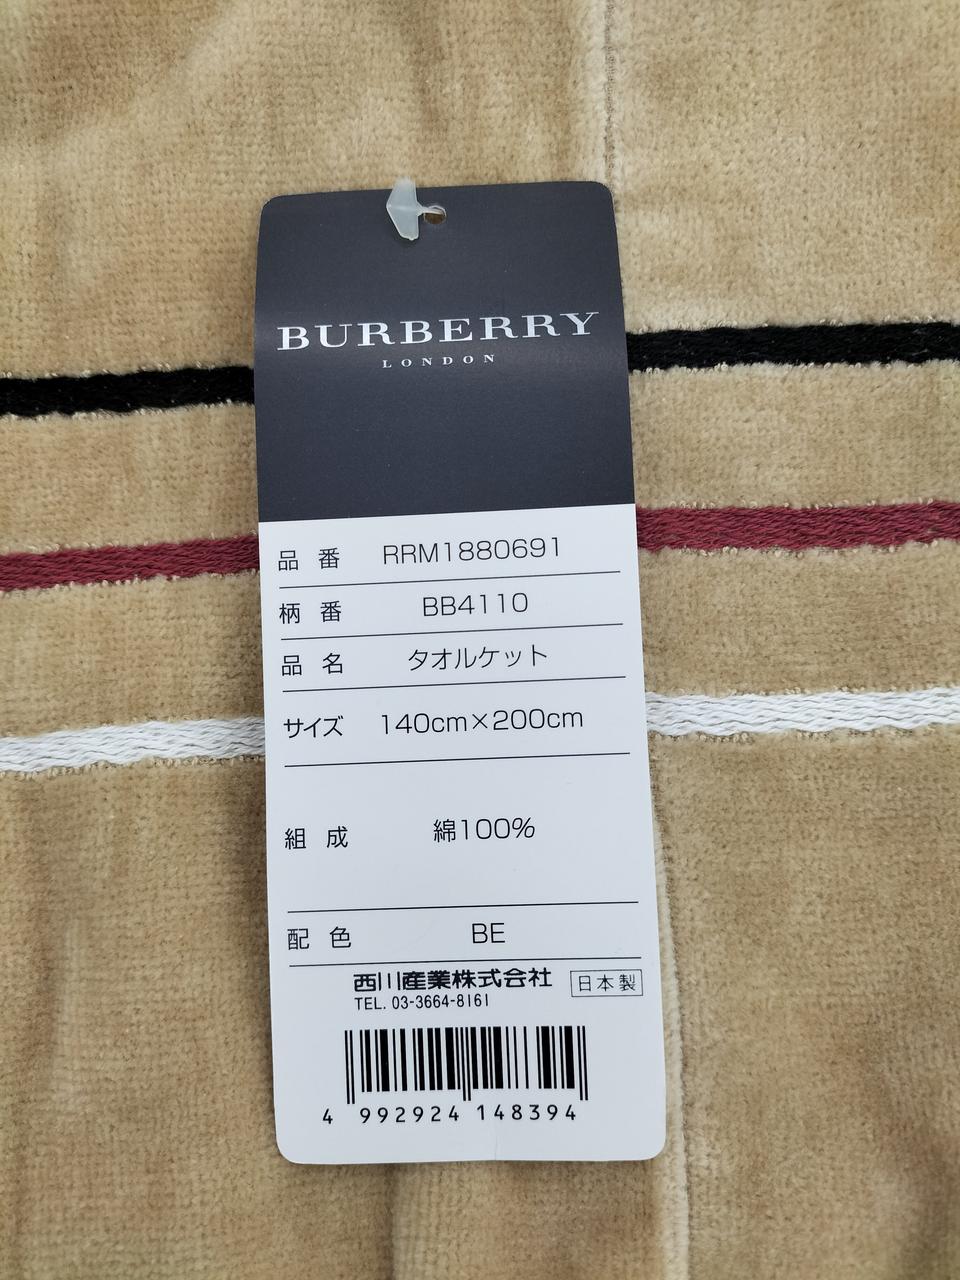 BURBERRY
LONDON
品番 RRM1880691
柄番 BB4110
品名 タオルケット
サイズ 140cm×200cm
組成 綿100%
配色 BE
西川産業株式会社 日本製
TEL. 03-3664-8161
4 992924 148394